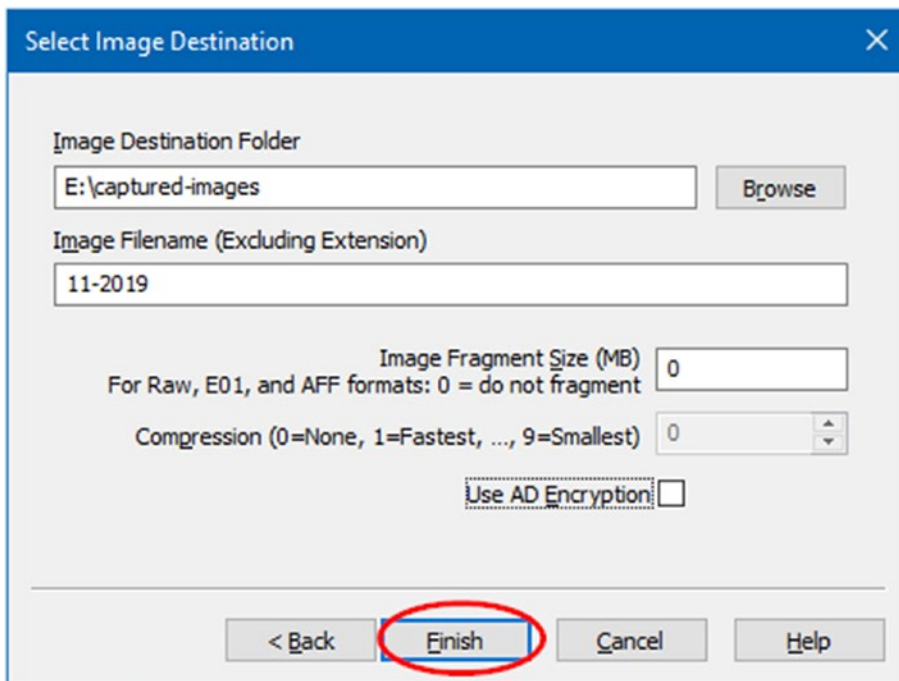 Select Image Destination
Image Destination Folder
E:\captured-images
Browse
Image Filename (Excluding Extension)
11-2019
Image Fragment Size (MB)
For Raw, E01, and AFF formats: 0 = do not fragment
0
Compression (0=None, 1=Fastest, ..., 9=Smallest)
0
Use AD Encryption
< Back
Finish
Cancel
Help